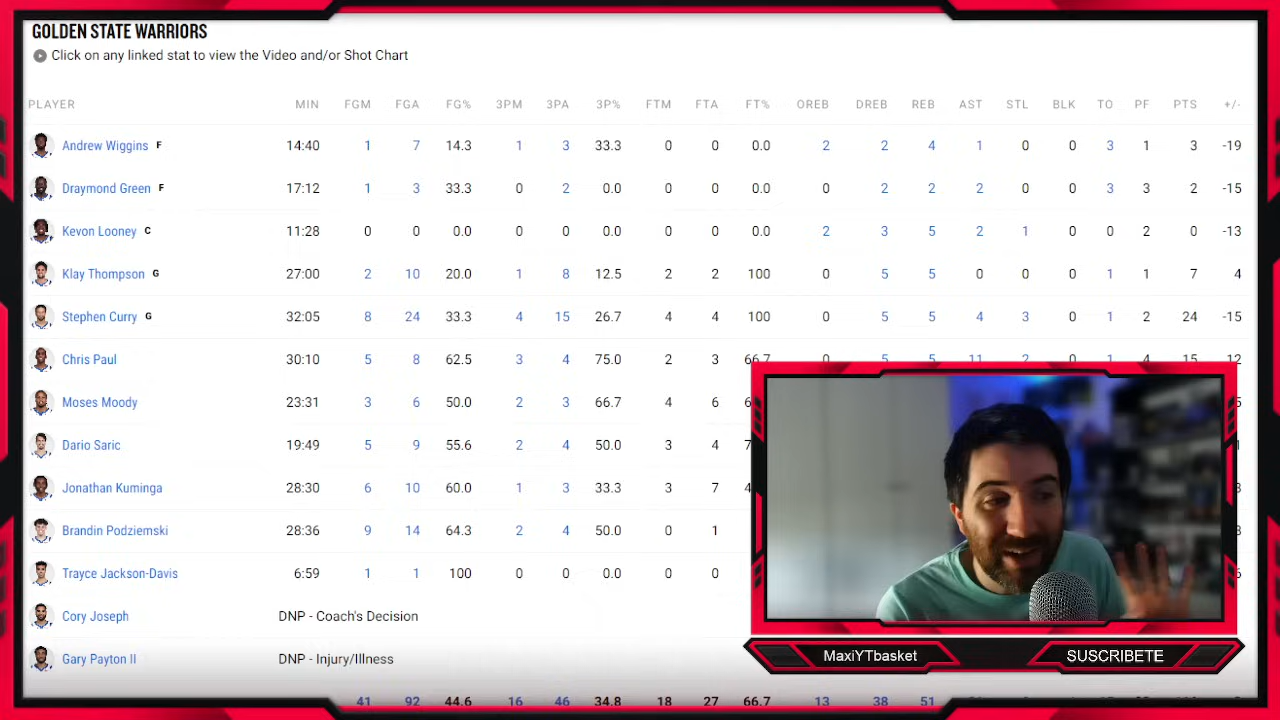 GOLDEN STATE WARRIORS
Click on any linked stat to view the Video and/or Shot Chart
PLAYER MIN FGM FGA FG% 3PM 3PA 3P% FTM FTA FT% OREB DREB REB AST STL BLK TO PF PTS +/-
Andrew Wiggins F 14:40 1 7 14.3 1 3 33.3 0 0 0.0 2 2 4 1 0 0 3 1 3 -19
Draymond Green F 17:12 1 3 33.3 0 2 0.0 0 0 0.0 0 2 2 2 0 0 3 3 2 -15
Kevon Looney C 11:28 0 0 0.0 0 0 0.0 0 0 0.0 2 3 5 2 1 0 0 2 0 -13
Klay Thompson G 27:00 2 10 20.0 1 8 12.5 2 2 100 0 5 5 0 0 0 1 1 7 4
Stephen Curry G 32:05 8 24 33.3 4 15 26.7 4 4 100 0 5 5 4 3 0 1 2 24 -15
Chris Paul 30:10 5 8 62.5 3 4 75.0 2 3 66.7 0 5 5 11 2 0 1 4 15 12
Moses Moody 23:31 3 6 50.0 2 3 66.7 4 6
Dario Saric 19:49 5 9 55.6 2 4 50.0 3 4
Jonathan Kuminga 28:30 6 10 60.0 1 3 33.3 3 7
Brandin Podziemski 28:36 9 14 64.3 2 4 50.0 0 1
Trayce Jackson-Davis 6:59 1 1 100 0 0 0.0 0 0
Cory Joseph DNP - Coach's Decision
Gary Payton II DNP - Injury/Illness
41 92 44.6 16 46 34.8 18 27 66.7 13 38 51
MaxiYTbasket
SUSCRIBETE